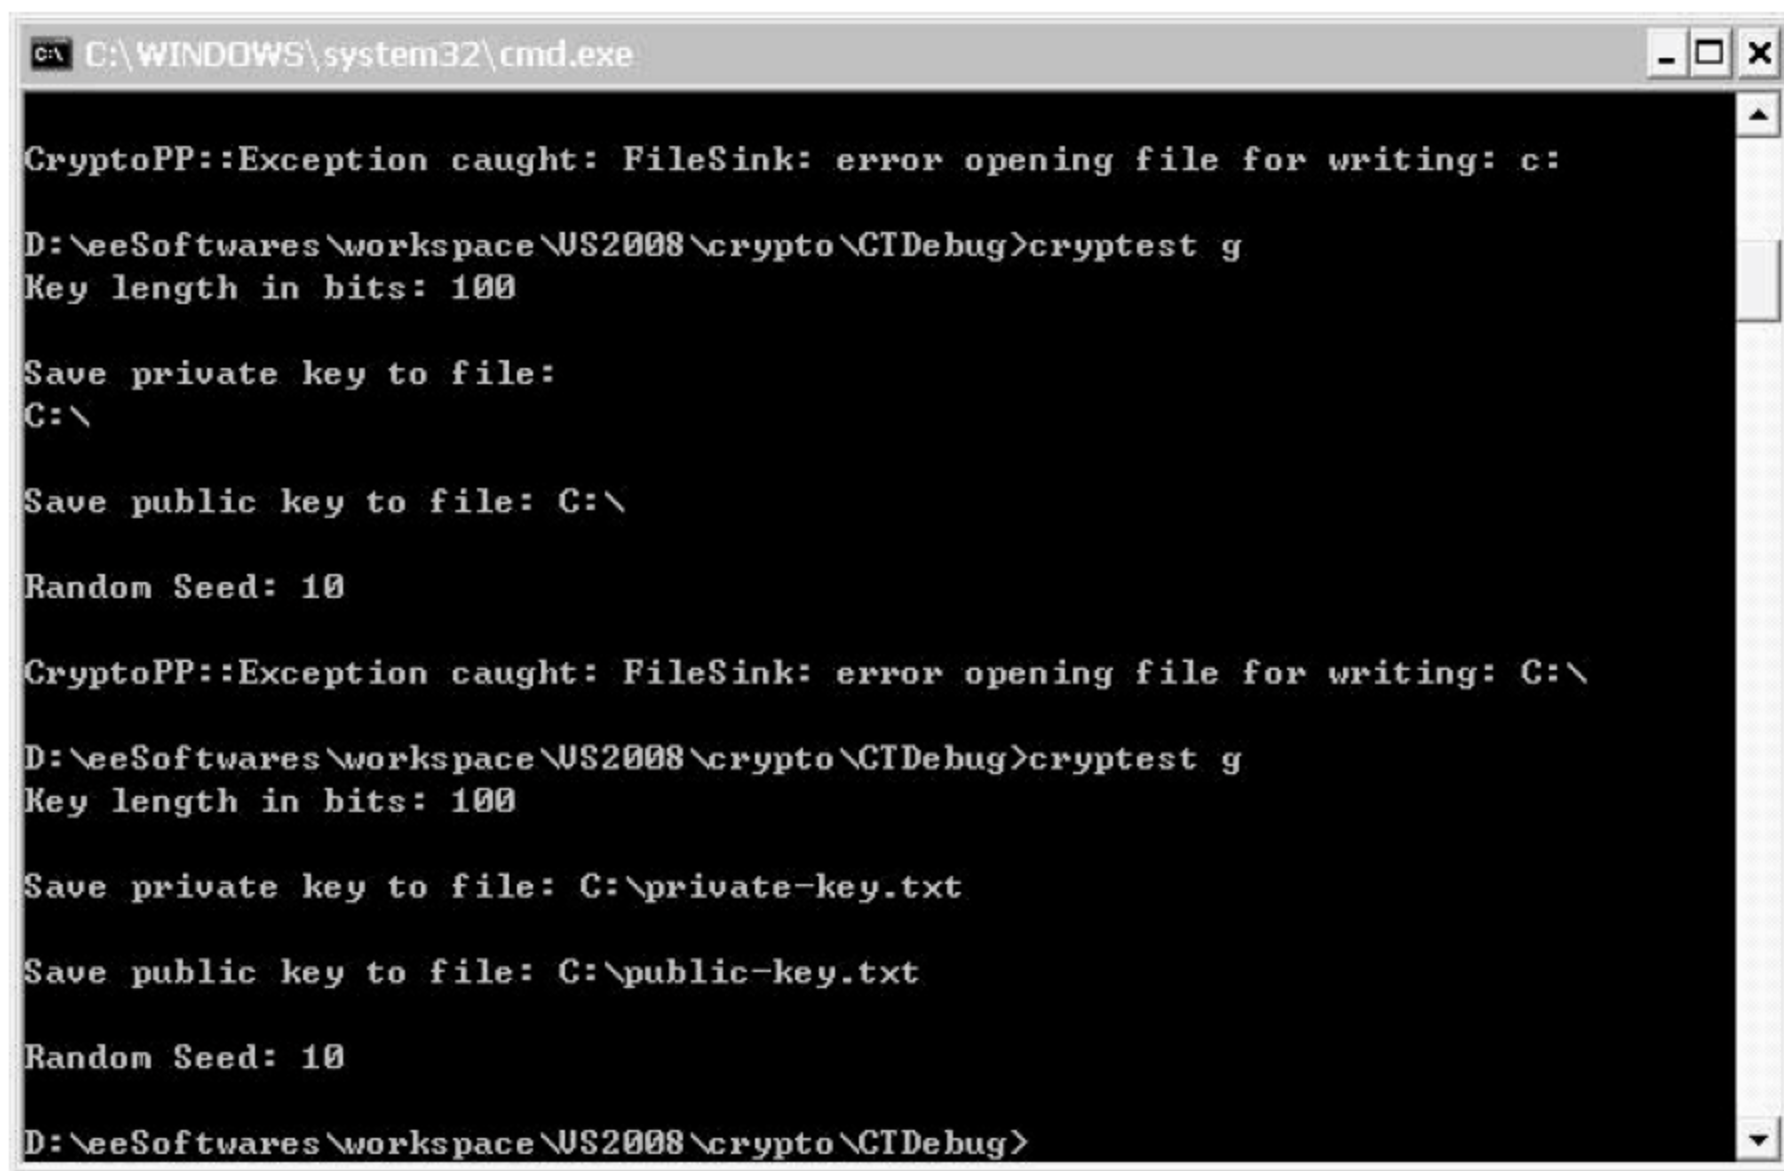 C:\WINDOWS\system32\cmd.exe
CryptoPP::Exception caught: FileSink: error opening file for writing: c:
D:\eeSoftwares\workspace\VS2008\crypto\CTDebug>cryptest g
Key length in bits: 100
Save private key to file:
C:\
Save public key to file: C:\
Random Seed: 10
CryptoPP::Exception caught: FileSink: error opening file for writing: C:\
D:\eeSoftwares\workspace\VS2008\crypto\CTDebug>cryptest g
Key length in bits: 100
Save private key to file: C:\private-key.txt
Save public key to file: C:\public-key.txt
Random Seed: 10
D:\eeSoftwares\workspace\VS2008\crypto\CTDebug>